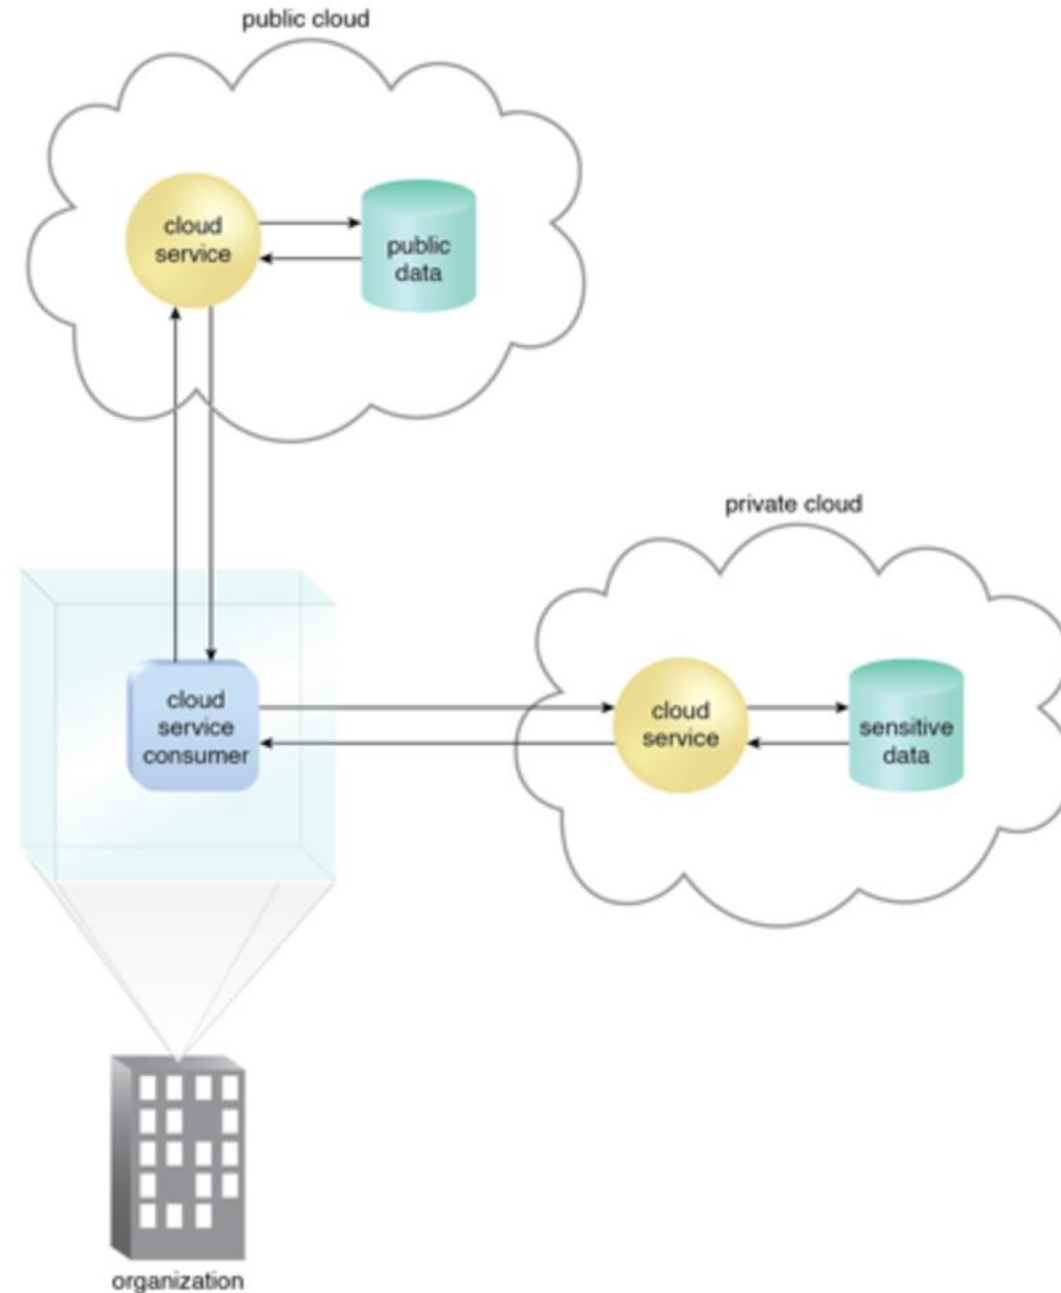 public cloud
cloud
service
public
data
private cloud
cloud
service
consumer
cloud
service
sensitive
data
organization